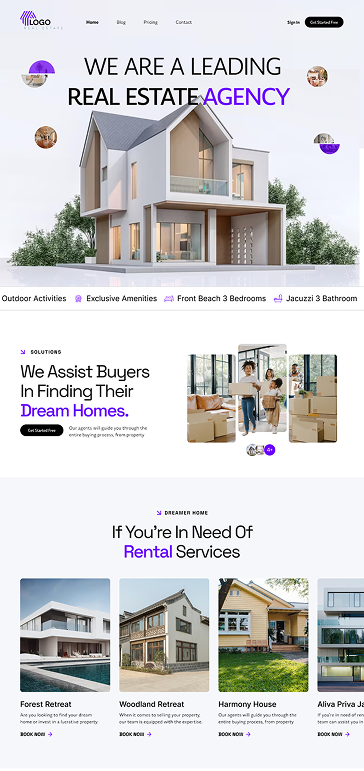 LOGO
REAL ESTATE
Home
Blog
Pricing
Contact
Sign In
Get Started Free
WE ARE A LEADING
REAL ESTATE AGENCY
Outdoor Activities
Exclusive Amenities
Front Beach 3 Bedrooms
Jacuzzi 3 Bathroom
SOLUTIONS
We Assist Buyers
In Finding Their
Dream Homes.
Get Started Free
Our agents will guide you through the
entire buying process, from property
4+
DREAMER HOME
If You're In Need Of
Rental Services
Forest Retreat
Are you looking to find your dream
home or invest in a lucrative property.
BOOK NOW
Woodland Retreat
When it comes to selling your property,
our team is equipped with the expertise.
BOOK NOW
Harmony House
Our agents will guide you through the
entire process, from property
BOOK NOW
Aliva Priva Ja
If you're in need of ren
team is here to assist
BOOK NOW